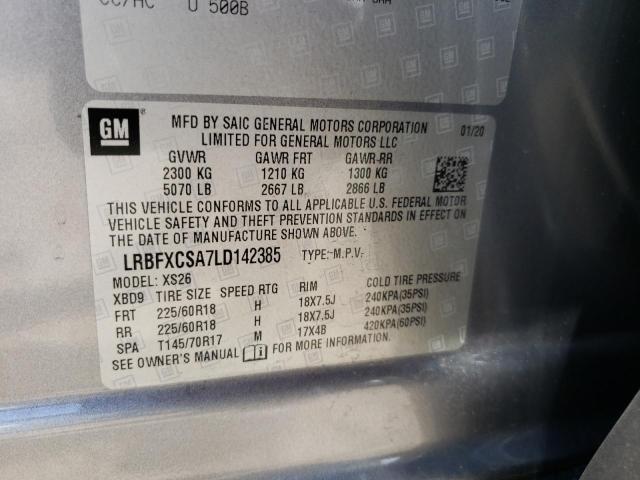 U 500B
GM
MFD BY SAIC GENERAL MOTORS CORPORATION 01/20
LIMITED FOR GENERAL MOTORS LLC
GVWR GAWR FRT GAWR-RR
2300 KG 1210 KG 1300 KG
5070 LB 2667 LB 2866 LB
THIS VEHICLE CONFORMS TO ALL APPLICABLE U.S. FEDERAL MOTOR
VEHICLE SAFETY AND THEFT PREVENTION STANDARDS IN EFFECT ON
THE DATE OF MANUFACTURE SHOWN ABOVE.
LRBFXCSA7LD142385 TYPE: M.P.V.
MODEL: XS26
XBD9 TIRE SIZE SPEED RTG RIM COLD TIRE PRESSURE
FRT 225/60R18 H 18X7.5J 240KPA(35PSI)
RR 225/60R18 H 18X7.5J 240KPA(35PSI)
SPA T145/70R17 M 17X4B 420KPA(60PSI)
SEE OWNER'S MANUAL FOR MORE INFORMATION.